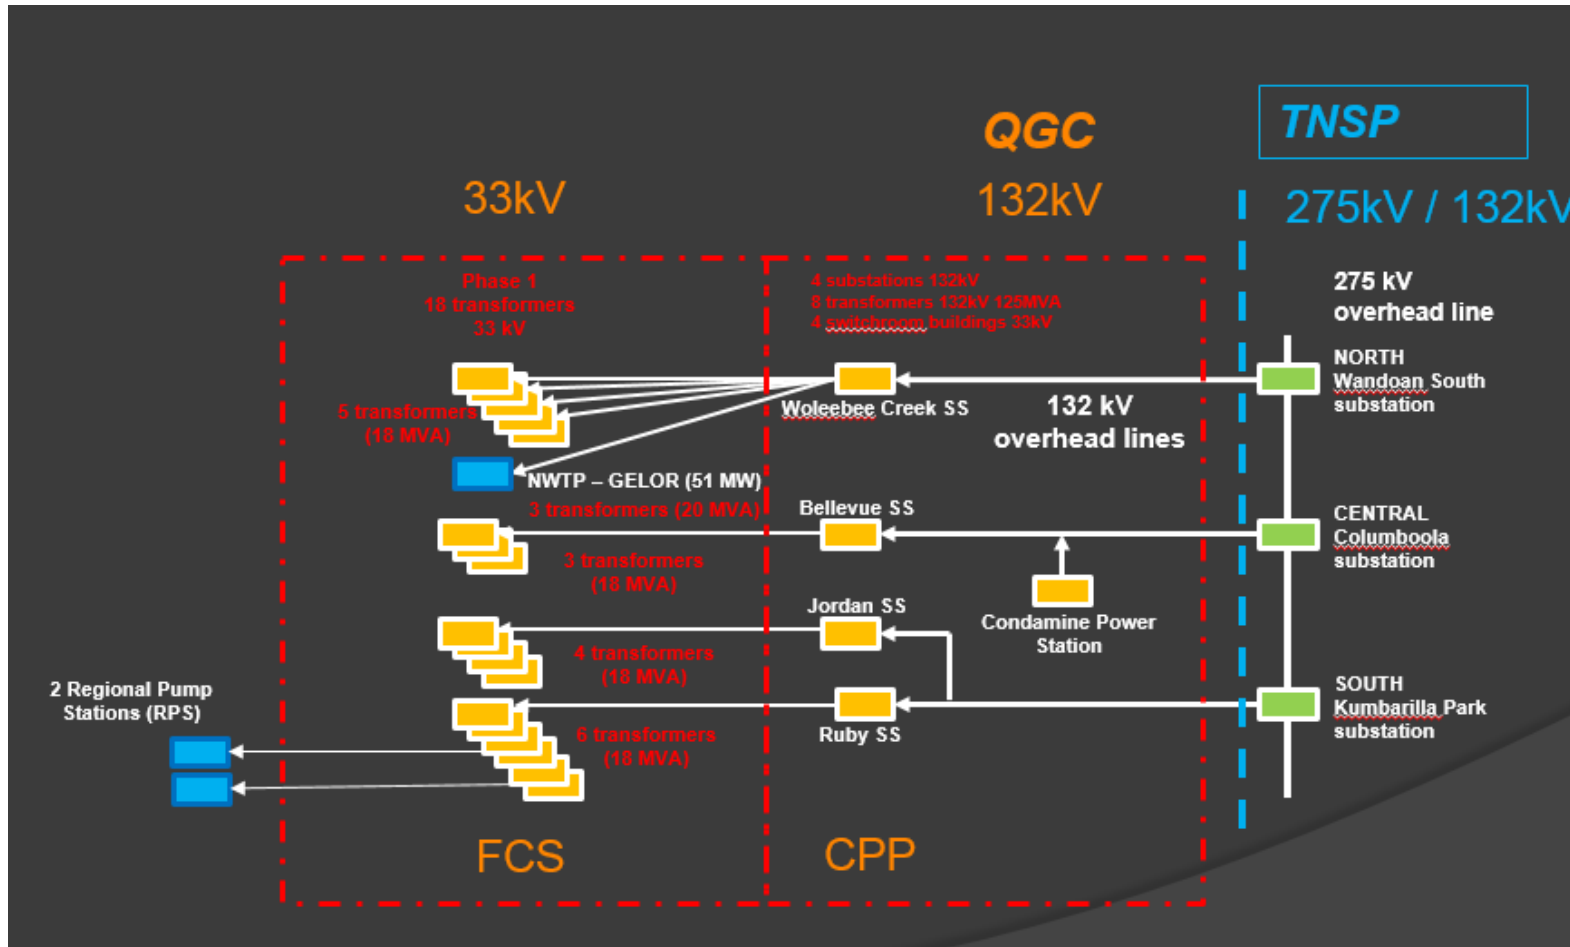 QGC
TNSP
33kV
132kV
275kV / 132kV
Phase 1
18 transformers
33 kV
4 substations 132kV
8 transformers 132kV 125MVA
4 switchroom buildings 33kV
275 kV
overhead line
NORTH
Wandoan South
substation
5 transformers
(18 MVA)
Woleebee Creek SS
132 kV
overhead lines
NWTP – GELOR (51 MW)
3 transformers (20 MVA)
Bellevue SS
CENTRAL
Columboola
substation
3 transformers
(18 MVA)
Condamine Power
Station
Jordan SS
4 transformers
(18 MVA)
2 Regional Pump
Stations (RPS)
6 transformers
(18 MVA)
Ruby SS
SOUTH
Kumbarilla Park
substation
FCS
CPP